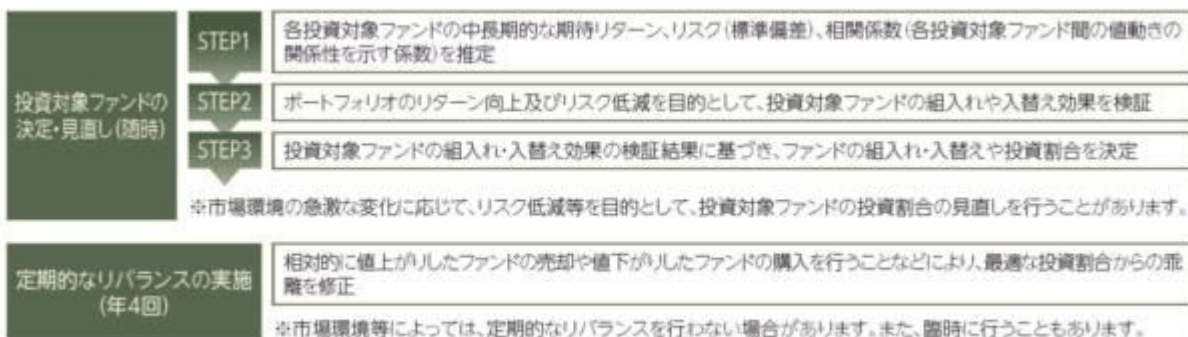 投資対象ファンドの
決定・見直し(随時)
STEP1
各投資対象ファンドの中長期的な期待リターン、リスク(標準偏差)、相関係数(各投資対象ファンド間の値動きの
関係性を示す係数)を推定
STEP2
ポートフォリオのリターン向上及びリスク低減を目的として、投資対象ファンドの組入れや入替え効果を検証
STEP3
投資対象ファンドの組入れ・入替え効果の検証結果に基づき、ファンドの組入れ・入替えや投資割合を決定
※市場環境の急激な変化に応じて、リスク低減等を目的として、投資対象ファンドの投資割合の見直しを行うことがあります。
定期的なリバランスの実施
(年4回)
相対的に値上がりしたファンドの売却や値下がりしたファンドの購入を行うことなどにより、最適な投資割合からの乖
離を修正
※市場環境等によっては、定期的なリバランスを行わない場合があります。また、臨時に行うこともあります。